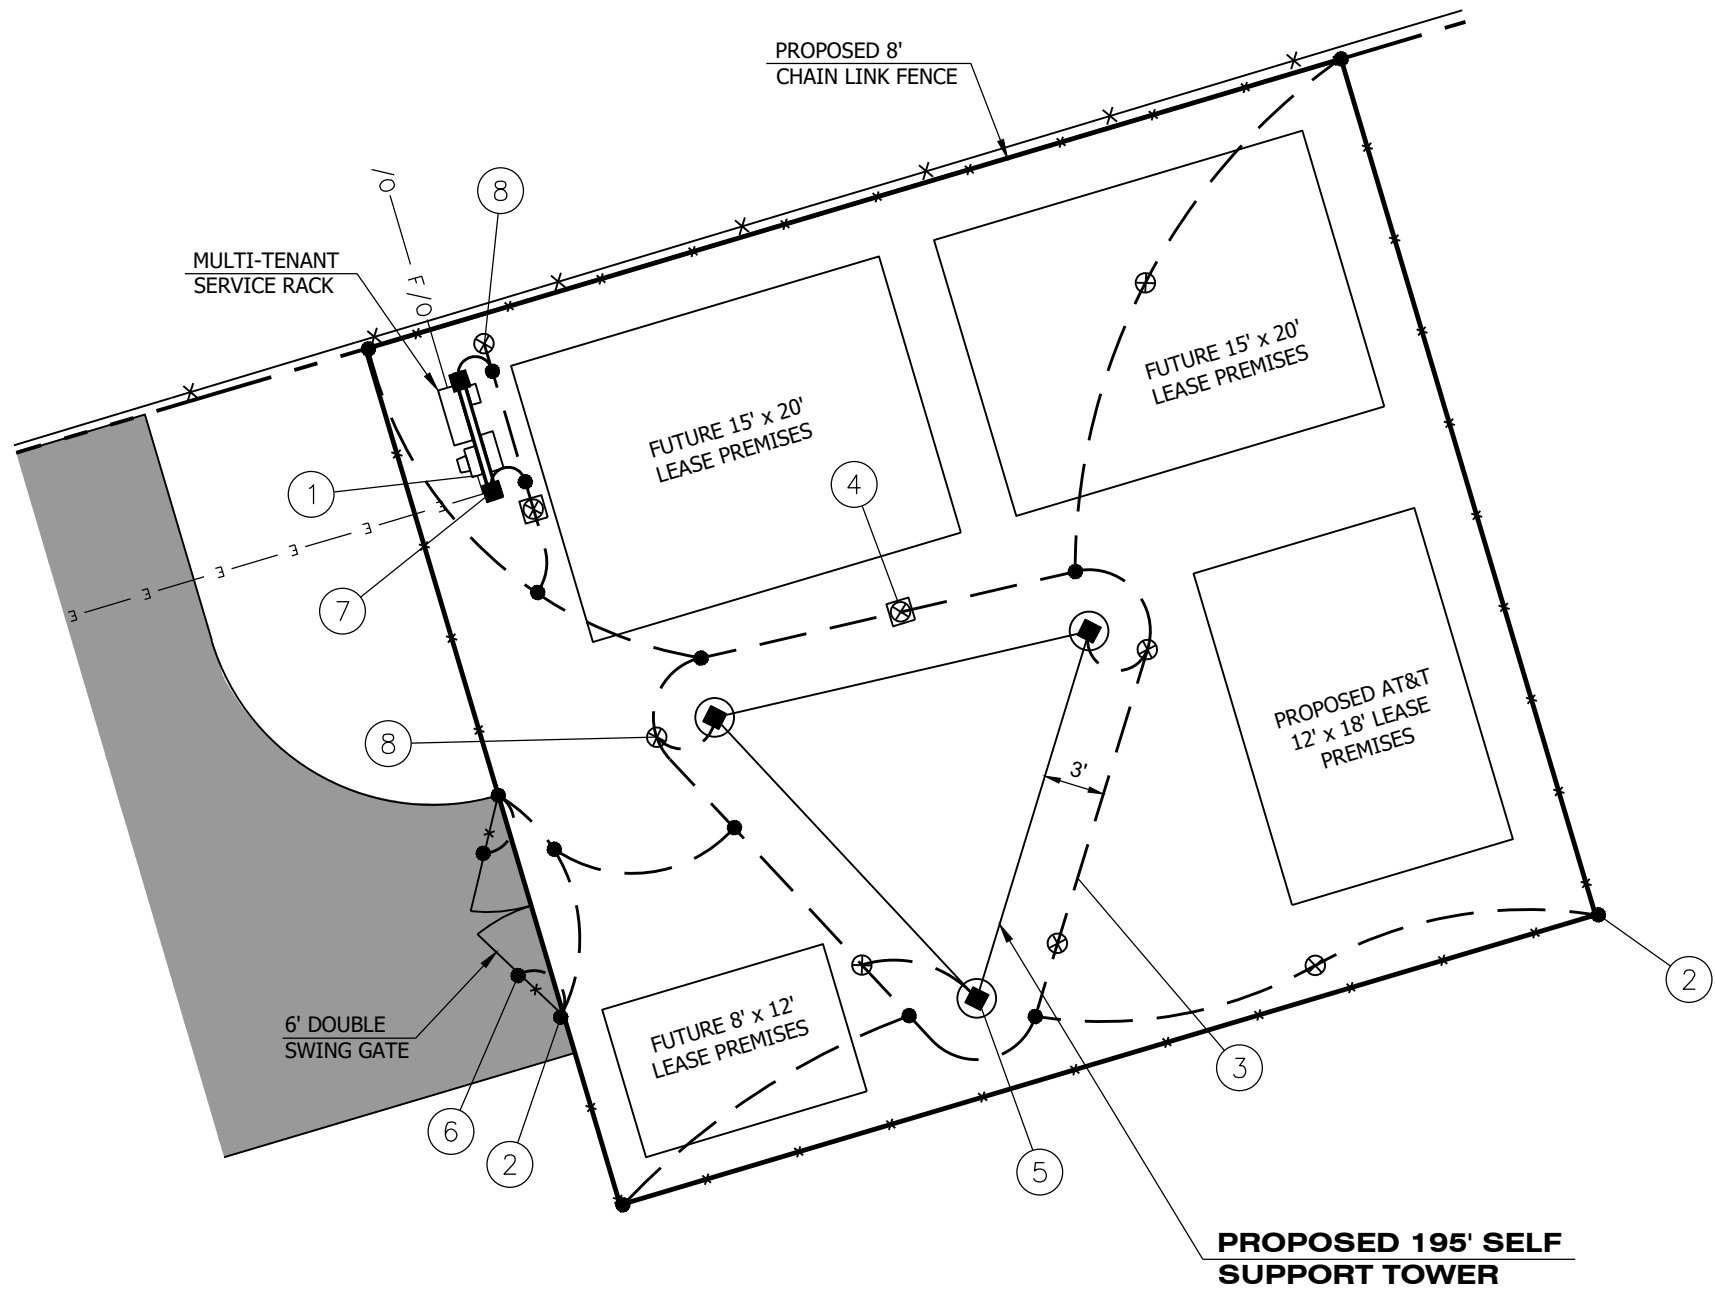 PROPOSED 8'
CHAIN LINK FENCE
/O
F/O
8
MULTI-TENANT
SERVICE RACK
FUTURE 15' x 20'
LEASE PREMISES
FUTURE 15' x 20'
LEASE PREMISES
1
4
E
E
E
E
E
E
7
PROPOSED AT&T
12' x 18' LEASE
PREMISES
8
3'
2
6' DOUBLE
SWING GATE
FUTURE 8' x 12'
LEASE PREMISES
3
6
2
5
PROPOSED 195' SELF
SUPPORT TOWER